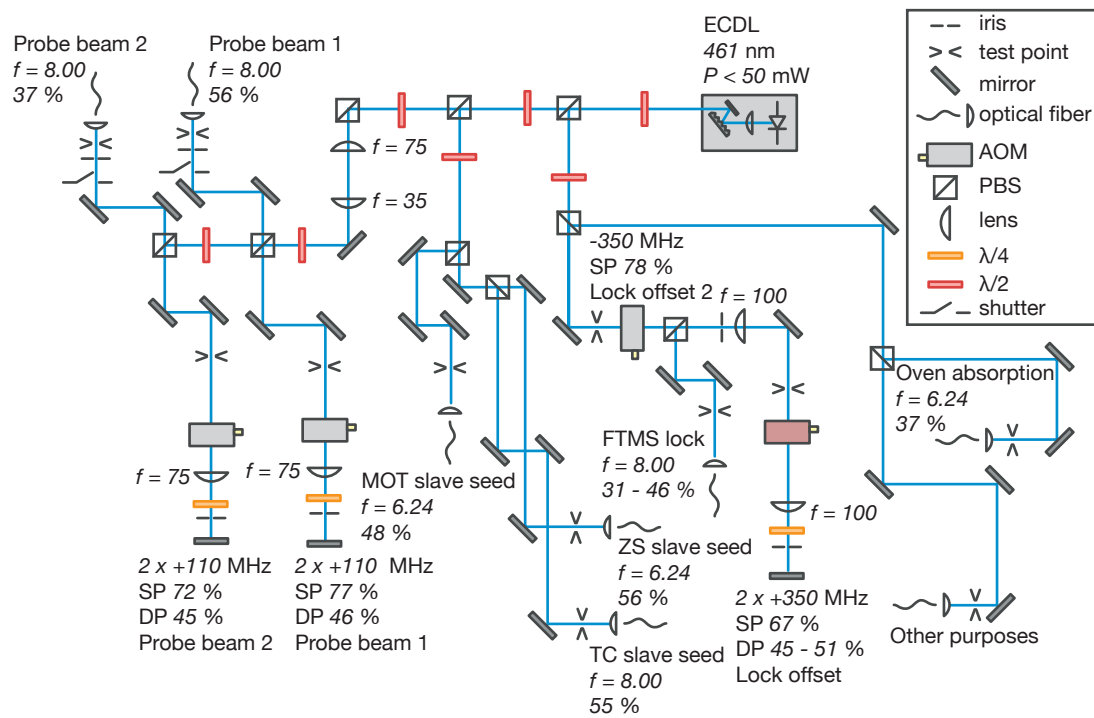 Probe beam 2
f = 8.00
37 %
Probe beam 1
f = 8.00
56 %
ECDL
461 nm
P < 50 mW
iris
test point
mirror
optical fiber
AOM
PBS
lens
λ/4
λ/2
shutter
f = 75
f = 35
-350 MHz
SP 78 %
Lock offset 2
f = 100
Oven absorption
f = 6.24
37 %
f = 75
f = 75
MOT slave seed
f = 6.24
48 %
FTMS lock
f = 8.00
31 - 46 %
f = 100
2 x +110 MHz
SP 72 %
DP 45 %
Probe beam 2
2 x +110 MHz
SP 77 %
DP 46 %
Probe beam 1
ZS slave seed
f = 6.24
56 %
2 x +350 MHz
SP 67 %
DP 45 - 51 %
Lock offset
Other purposes
TC slave seed
f = 8.00
55 %